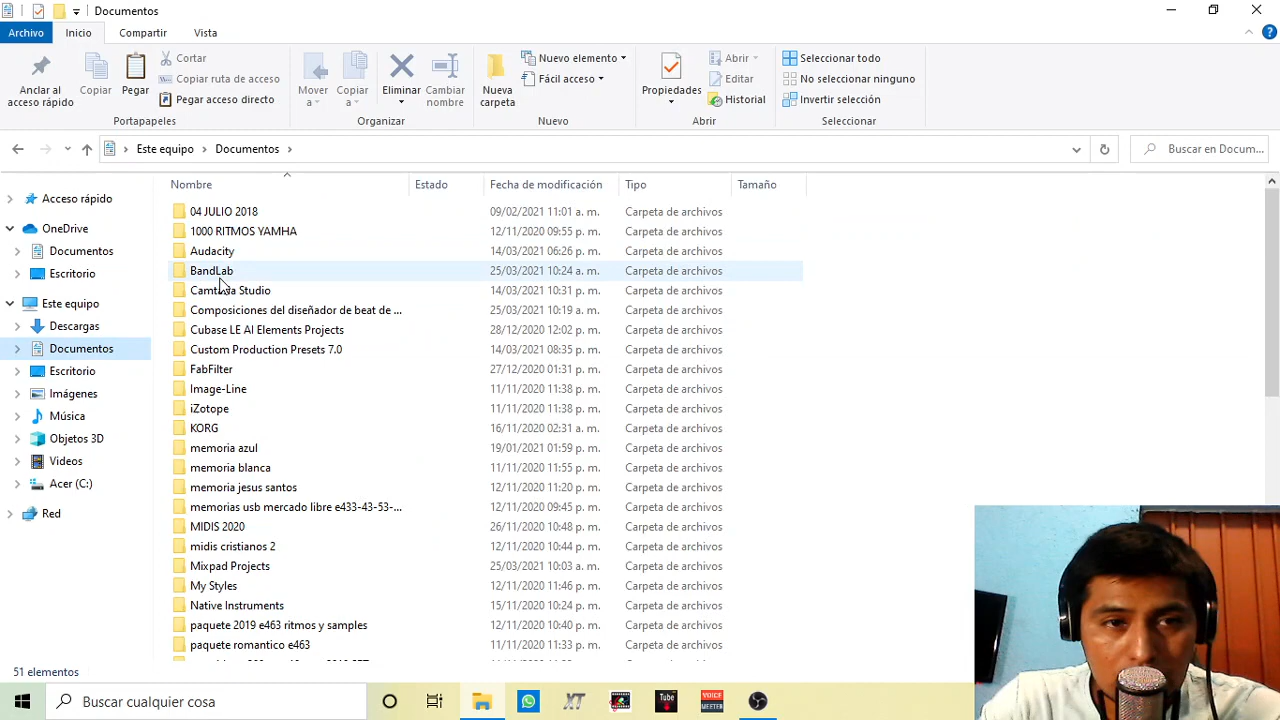 Documentos
Archivo Inicio Compartir Vista
Anclar al acceso rápido
Copiar
Pegar
Cortar
Copiar ruta de acceso
Pegar acceso directo
Portapapeles
Mover a
Copiar a
Eliminar
Cambiar nombre
Organizar
Nueva carpeta
Nuevo elemento
Fácil acceso
Nuevo
Propiedades
Abrir
Editar
Historial
Abrir
Seleccionar todo
No seleccionar ninguno
Invertir selección
Seleccionar
Este equipo > Documentos >
Buscar en Docum...
Nombre Estado Fecha de modificación Tipo Tamaño
Acceso rápido
OneDrive
Documentos
Escritorio
Este equipo
Descargas
Documentos
Escritorio
Imágenes
Música
Objetos 3D
Videos
Acer (C:)
Red
04 JULIO 2018 09/02/2021 11:01 a. m. Carpeta de archivos
1000 RITMOS YAMHA 12/11/2020 09:55 p. m. Carpeta de archivos
Audacity 14/03/2021 06:26 p. m. Carpeta de archivos
BandLab 25/03/2021 10:24 a. m. Carpeta de archivos
Camtasia Studio 14/03/2021 10:31 p. m. Carpeta de archivos
Composiciones del diseñador de beat de ... 25/03/2021 10:19 a. m. Carpeta de archivos
Cubase LE AI Elements Projects 28/12/2020 12:02 p. m. Carpeta de archivos
Custom Production Presets 7.0 14/03/2021 08:35 p. m. Carpeta de archivos
FabFilter 27/12/2020 01:31 p. m. Carpeta de archivos
Image-Line 11/11/2020 11:38 p. m. Carpeta de archivos
iZotope 11/11/2020 11:38 p. m. Carpeta de archivos
KORG 16/11/2020 02:31 a. m. Carpeta de archivos
memoria azul 19/01/2021 01:59 p. m. Carpeta de archivos
memoria blanca 11/11/2020 11:55 p. m. Carpeta de archivos
memoria jesus santos 12/11/2020 11:20 p. m. Carpeta de archivos
memorias usb mercado libre e433-43-53-... 12/11/2020 09:45 p. m. Carpeta de archivos
MIDIS 2020 26/11/2020 10:48 p. m. Carpeta de archivos
midis cristianos 2 12/11/2020 10:44 p. m. Carpeta de archivos
Mixpad Projects 25/03/2021 10:03 a. m. Carpeta de archivos
My Styles 12/11/2020 11:46 p. m. Carpeta de archivos
Native Instruments 15/11/2020 10:24 p. m. Carpeta de archivos
paquete 2019 e463 ritmos y samples 12/11/2020 10:40 p. m. Carpeta de archivos
paquete romantico e463 11/11/2020 11:33 p. m. Carpeta de archivos
51 elementos
Buscar cualquier cosa
XT
Tube
VOICE MEETER